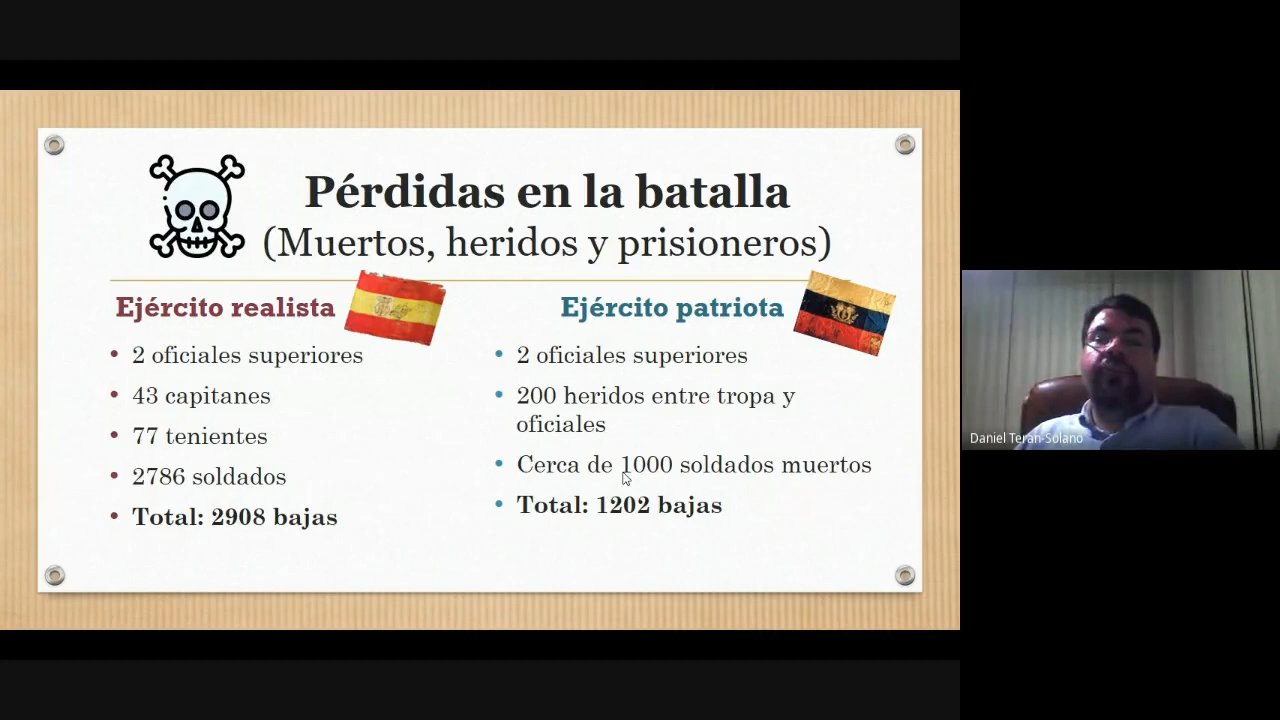 Pérdidas en la batalla
(Muertos, heridos y prisioneros)
Ejército realista
• 2 oficiales superiores
• 43 capitanes
• 77 tenientes
• 2786 soldados
• Total: 2908 bajas
Ejército patriota
• 2 oficiales superiores
• 200 heridos entre tropa y
oficiales
• Cerca de 1000 soldados muertos
• Total: 1202 bajas
Daniel Terán-Solano